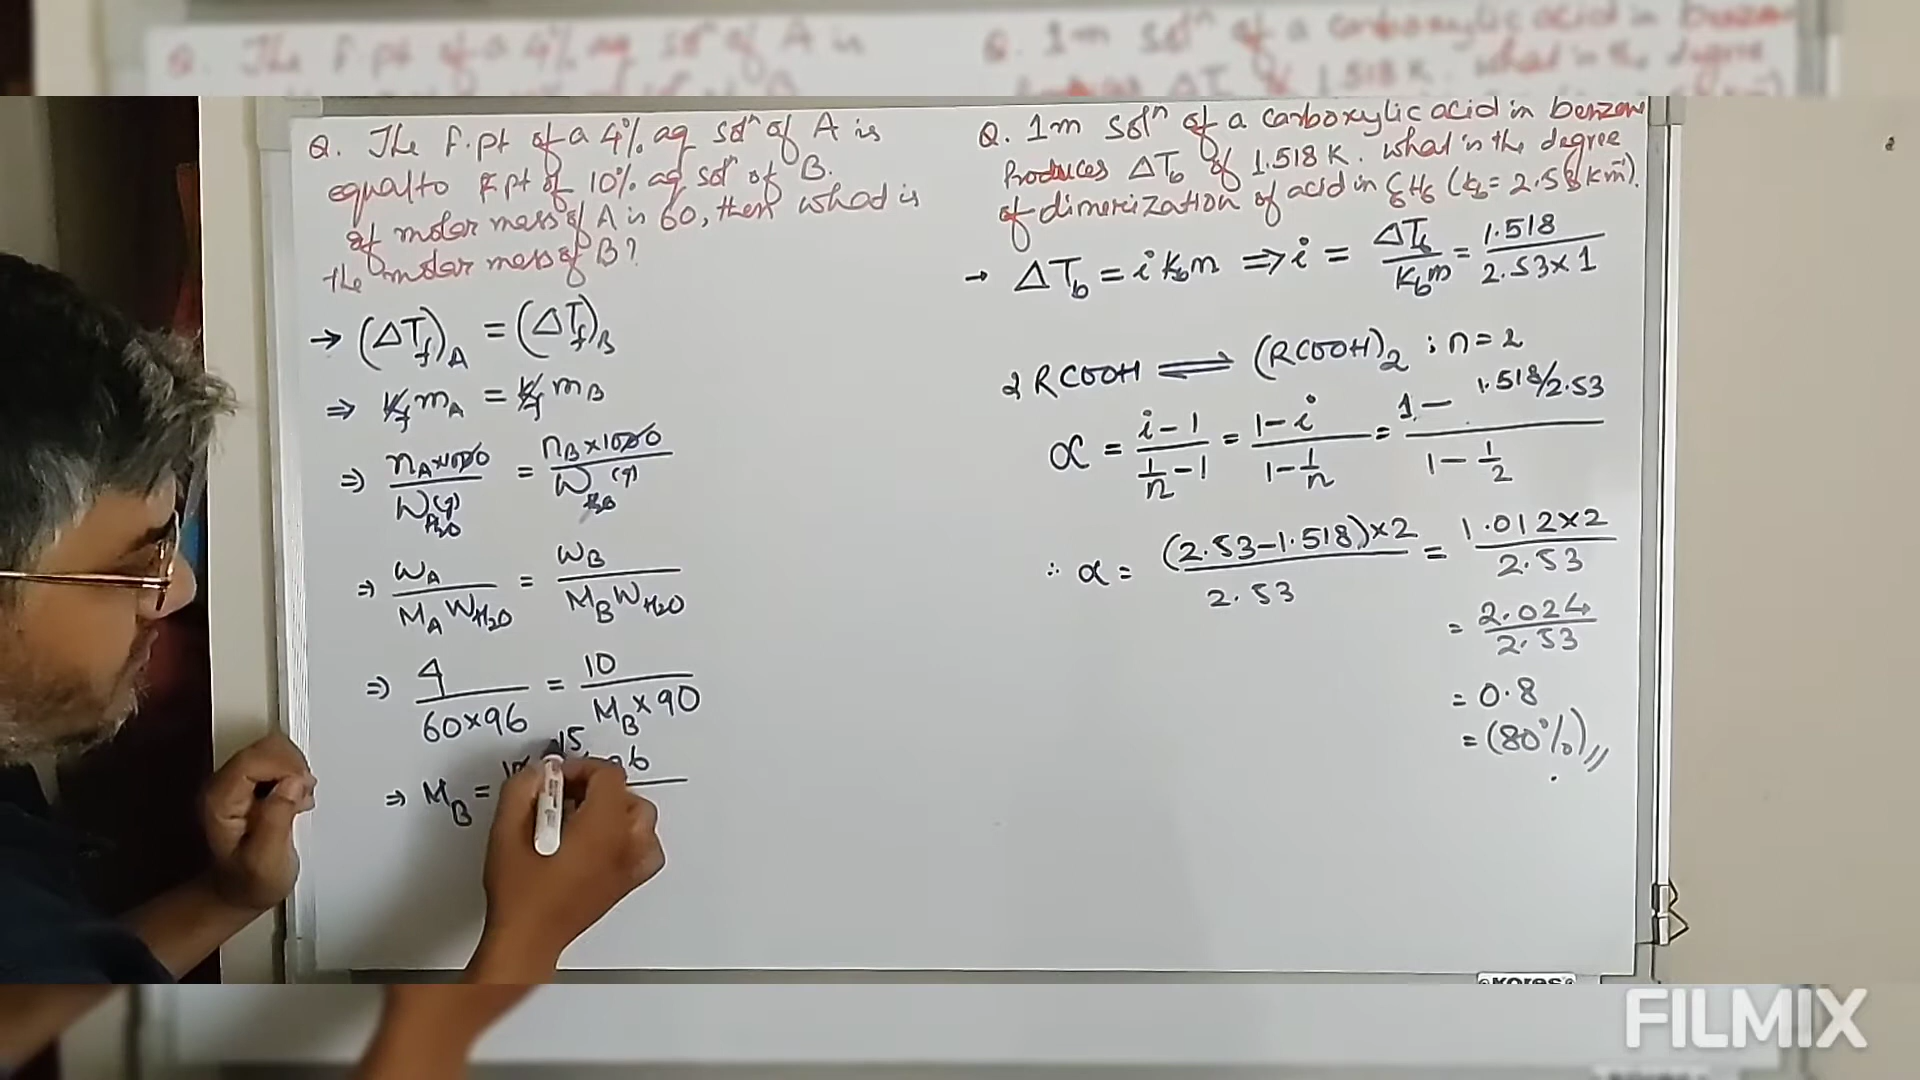 Q. The F.pt of a 4% aq solⁿ of A is
equal to F.pt of 10% aq solⁿ of B.
If molar mass of A is 60, then what is
the molar mass of B?
→ (ΔTf)A = (ΔTf)B
⇒ Kf mA = Kf mB
⇒ nA×1000 / W H₂O (g) = nB×1000 / W H₂O (g)
⇒ wA / MA W H₂O = wB / MB W H₂O
⇒ 4 / 60×96 = 10 / MB×90
15
⇒ MB = 96
Q. 1m solⁿ of a carboxylic acid in benzene
Produces ΔTb of 1.518 K. What is the degree
of dimerization of acid in C₆H₆ (kb = 2.53 Km⁻¹).
→ ΔTb = i kb m ⇒ i = ΔTb / Kb m = 1.518 / 2.53×1
2 RCOOH ⇌ (RCOOH)₂ ; n=2
α = i-1 / 1/n -1 = 1-i / 1-1/n = 1- 1.518/2.53 / 1- 1/2
∴ α = (2.53-1.518)×2 / 2.53 = 1.012×2 / 2.53
= 2.024 / 2.53
= 0.8
= (80%)//
kores
FILMIX